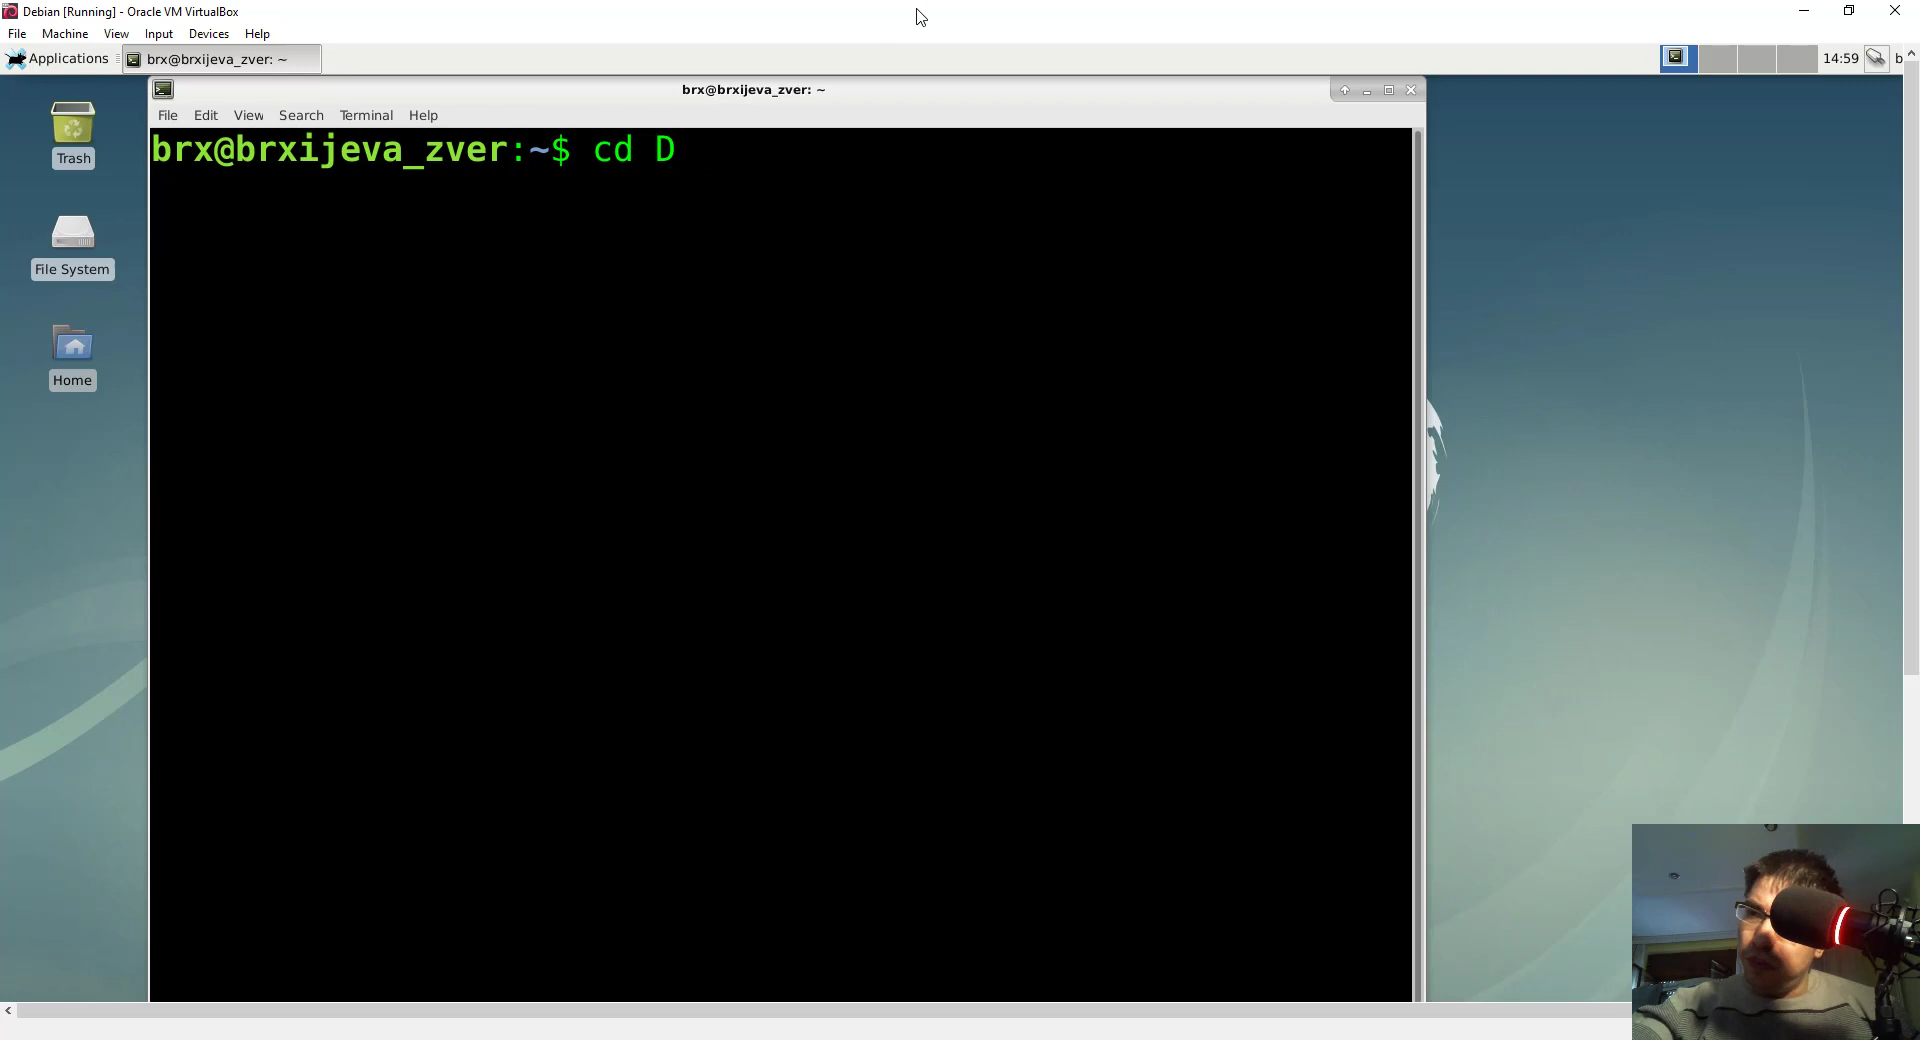 Debian [Running] - Oracle VM VirtualBox
File Machine View Input Devices Help
Applications brx@brxijeva_zver: ~ 14:59 b
brx@brxijeva_zver: ~
File Edit View Search Terminal Help
brx@brxijeva_zver:~$ cd D
Trash
File System
Home